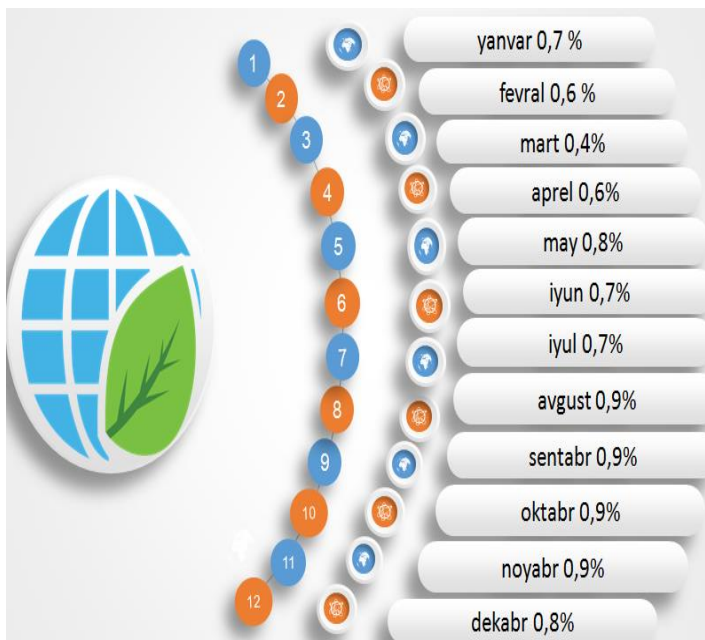 1
yanvar 0,7 %
2
fevral 0,6 %
3
mart 0,4%
4
aprel 0,6%
5
may 0,8%
6
iyun 0,7%
7
iyul 0,7%
8
avgust 0,9%
9
sentabr 0,9%
10
oktabr 0,9%
11
noyabr 0,9%
12
dekabr 0,8%